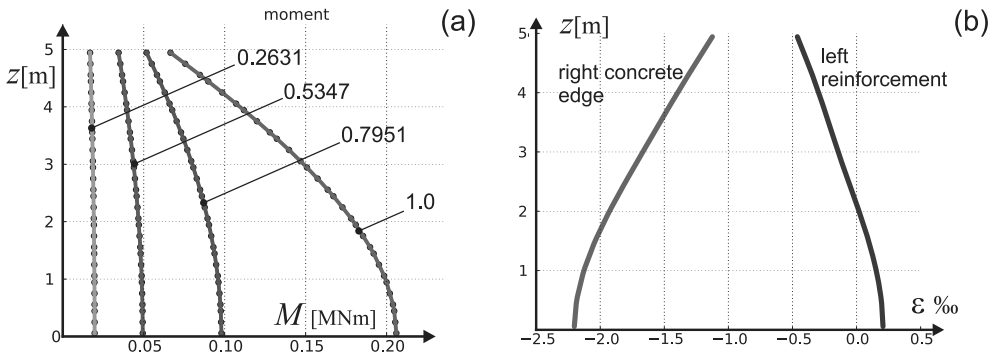 moment
(a)
z[m]
5
4
3
2
1
0
0.2631
0.5347
0.7951
1.0
M [MNm]
0.05
0.10
0.15
0.20
(b)
z[m]
5
4
3
2
1
right concrete
edge
left
reinforcement
ε ‰
−2.5
−2.0
−1.5
−1.0
−0.5
0.0
0.5